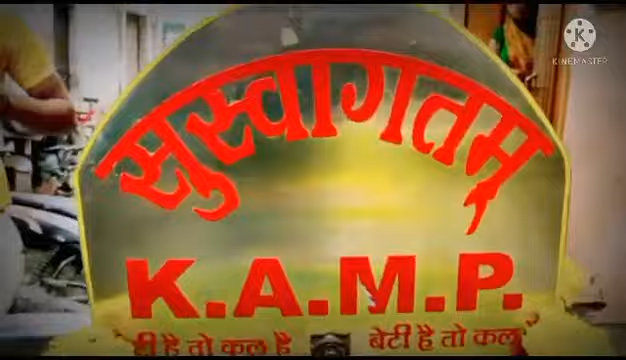 KINEMASTER
सुस्वागतम्
K.A.M.P.
टी है तो कल है बेटी है तो कल